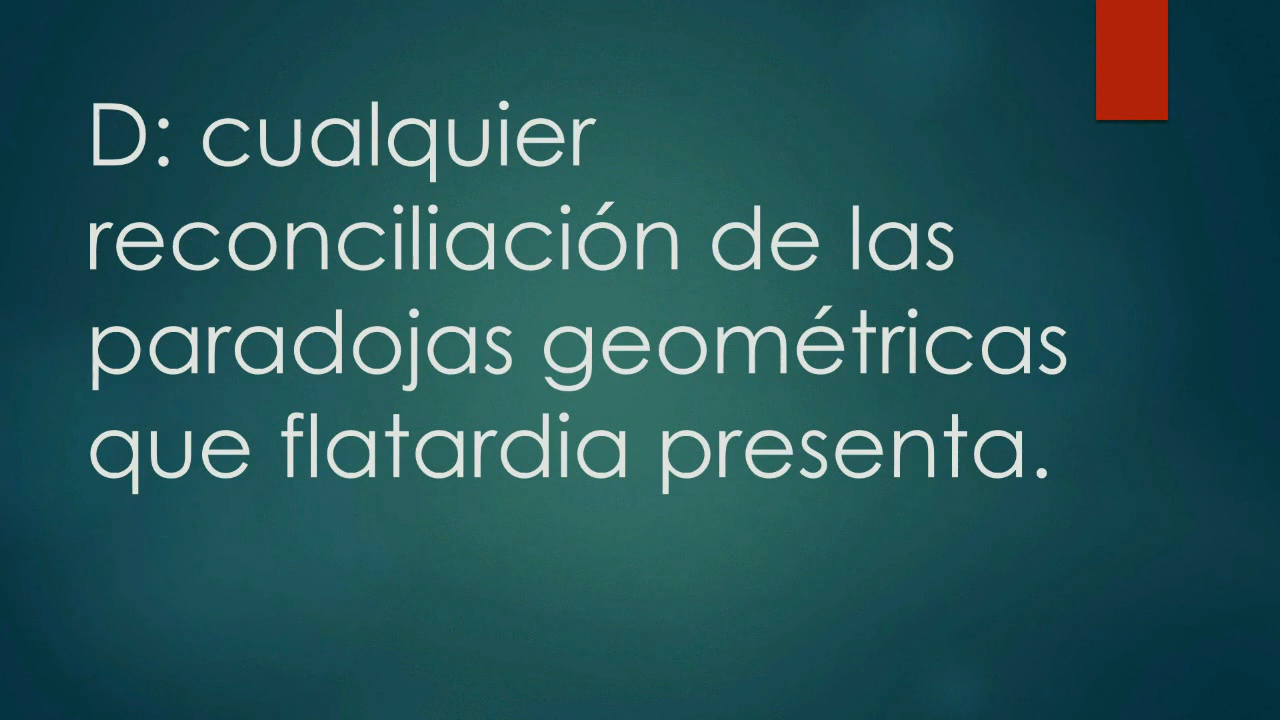 D: cualquier
reconciliación de las
paradojas geométricas
que flatardia presenta.